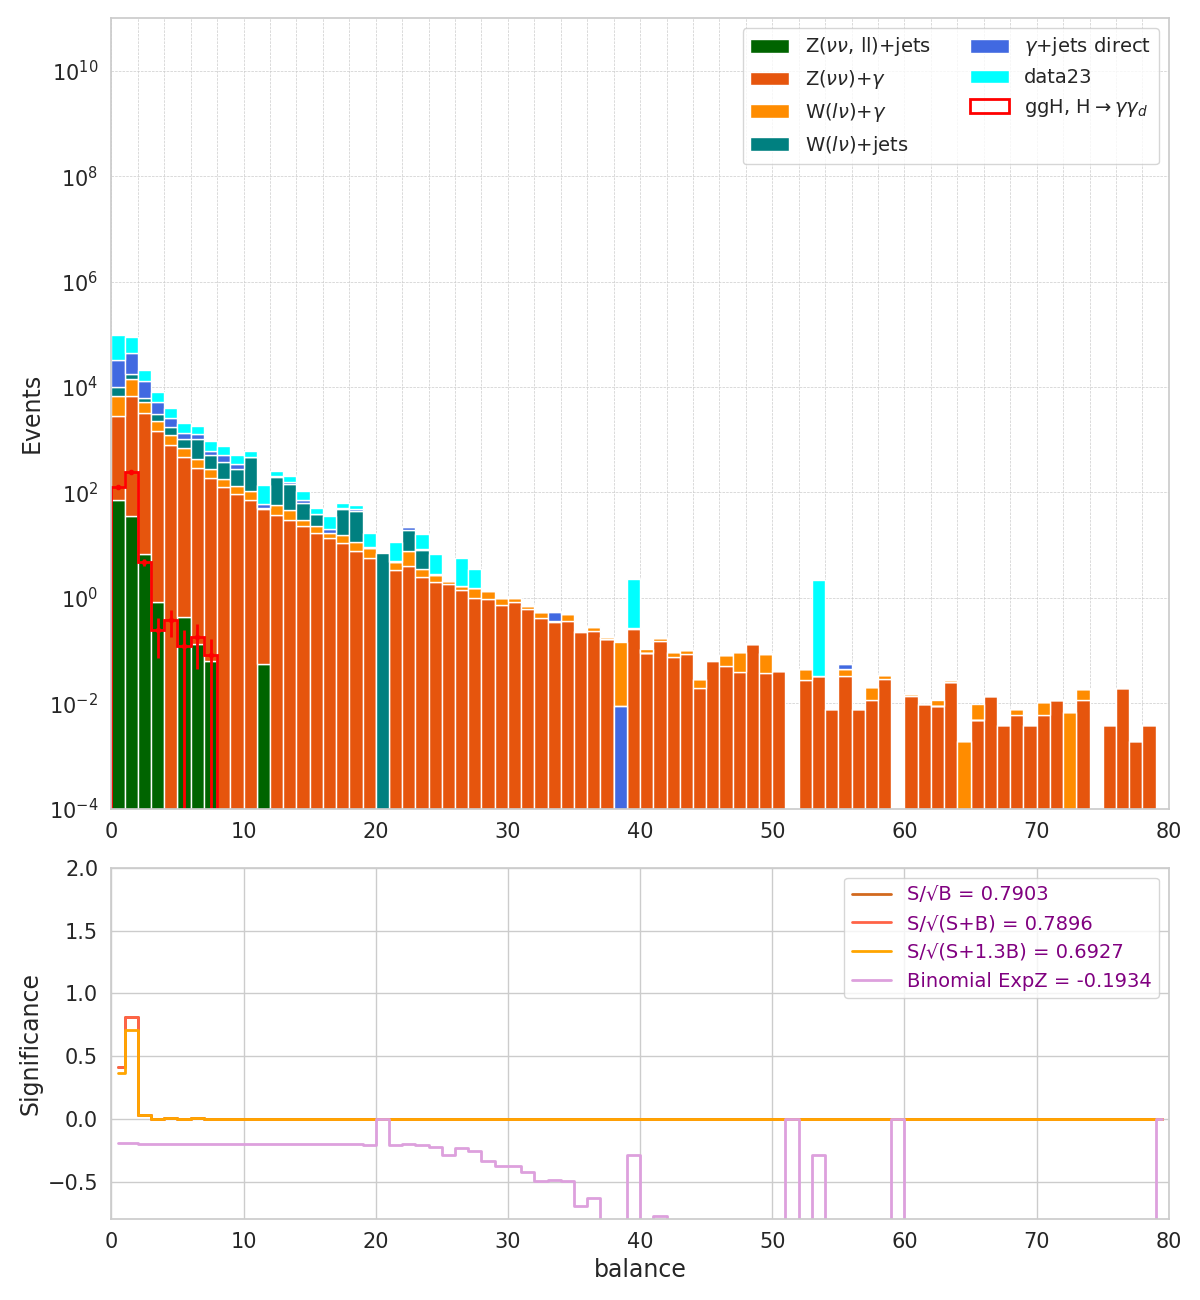 Z(νν, ll)+jets
Z(νν)+γ
W(lν)+γ
W(lν)+jets
γ+jets direct
data23
ggH, H→γγ_d
Events
10^10
10^8
10^6
10^4
10^2
10^0
10^−2
10^−4
0 10 20 30 40 50 60 70 80
S/√B = 0.7903
S/√(S+B) = 0.7896
S/√(S+1.3B) = 0.6927
Binomial ExpZ = -0.1934
Significance
2.0
1.5
1.0
0.5
0.0
−0.5
0 10 20 30 40 50 60 70 80
balance